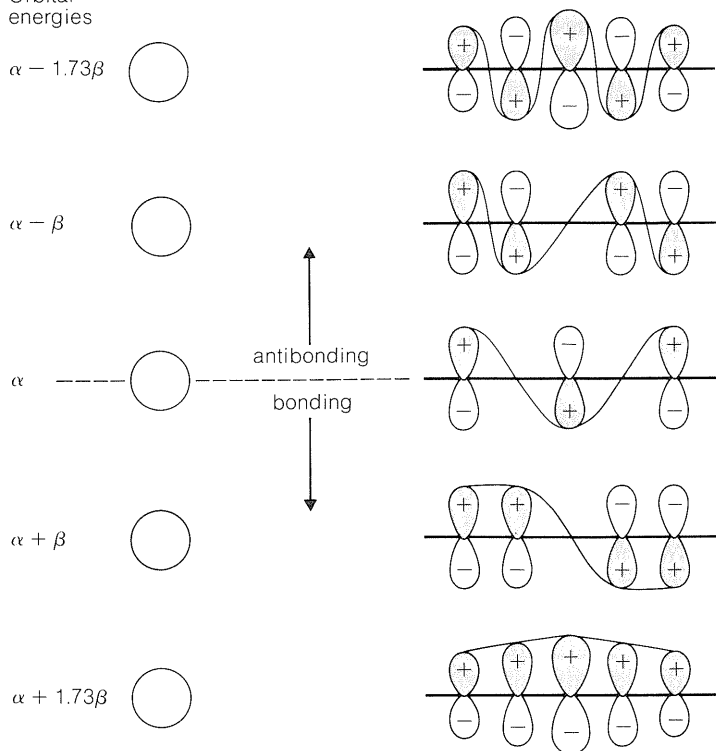 Orbital
energies
α − 1.73β
+ − + − +
− + − + −
α − β
+ − + −
− + − +
antibonding
α
+ − +
− + −
bonding
α + β
+ + − −
− − + +
α + 1.73β
+ + + + +
− − − − −